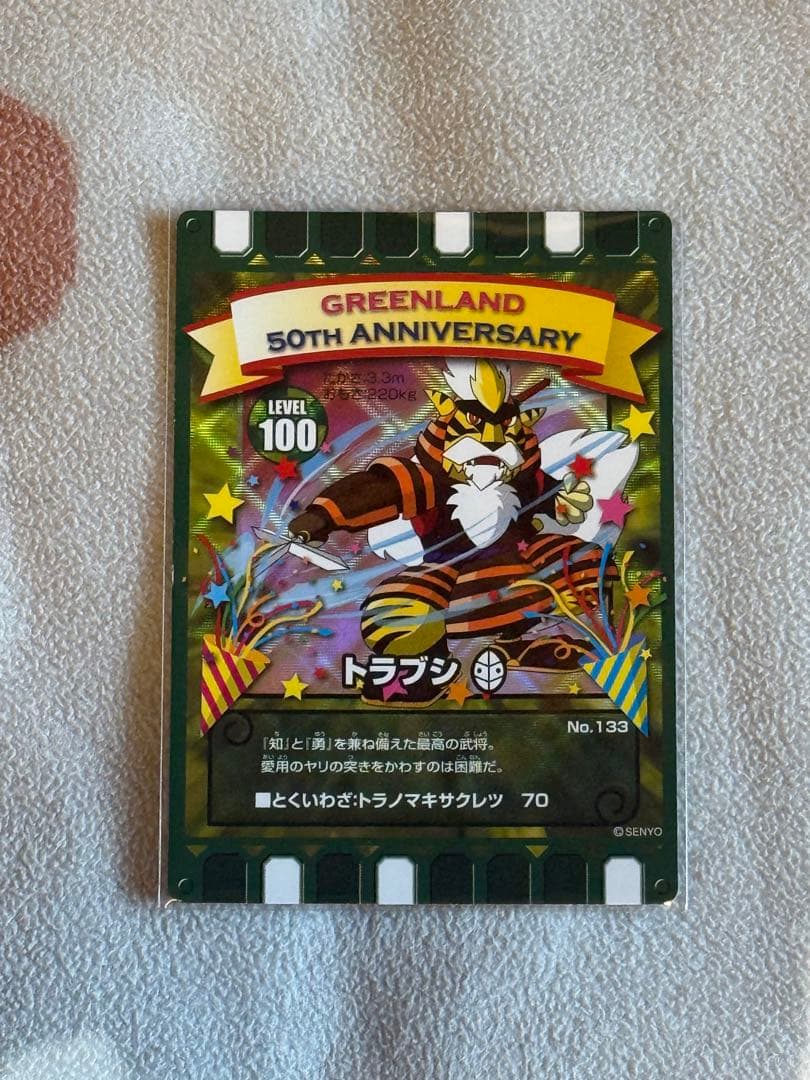 GREENLAND
50TH ANNIVERSARY
たかさ:3.3m
おもさ:220kg
LEVEL
100
トラブシ
No.133
『知』と『勇』を兼ね備えた最高の武将。
愛用のヤリの突きをかわすのは困難だ。
■とくいわざ:トラノマキサクレツ 70
©SENYO